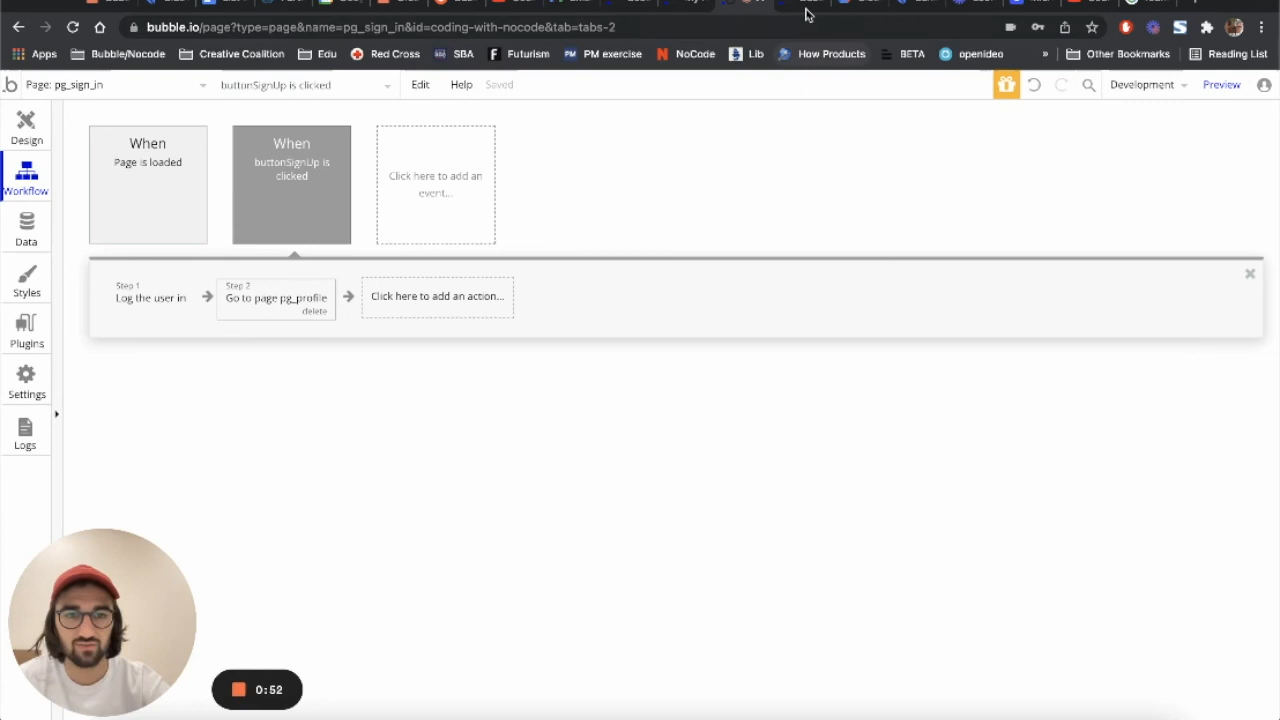 bubble.io/page?type=page&name=pg_sign_in&id=coding-with-nocode&tab=tabs-2
Apps Bubble/Nocode Creative Coalition Edu Red Cross SBA Futurism PM exercise NoCode Lib How Products BETA openideo » Other Bookmarks Reading List
Page: pg_sign_in buttonSignUp is clicked Edit Help Saved Development Preview
Design
Workflow
Data
Styles
Plugins
Settings
Logs
When
Page is loaded
When
buttonSignUp is
clicked
Click here to add an
event...
Step 1
Log the user in
Step 2
Go to page pg_profile
delete
Click here to add an action...
0:52